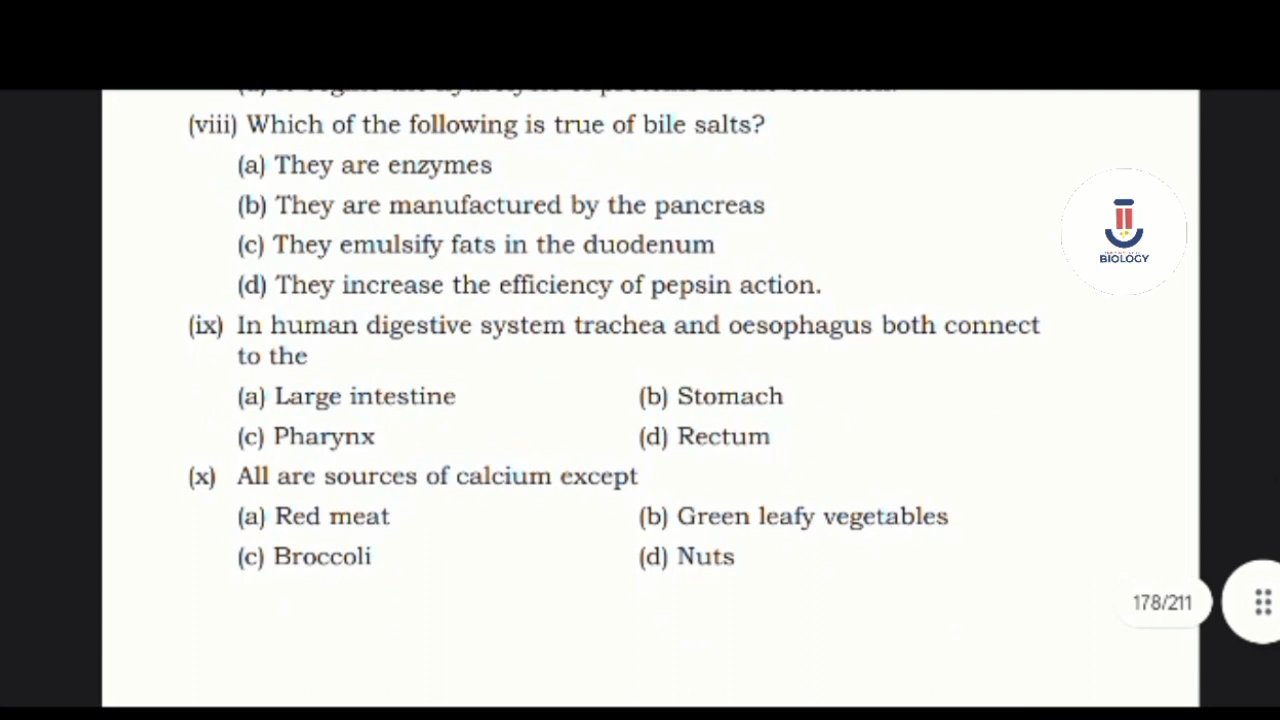 (viii) Which of the following is true of bile salts?
(a) They are enzymes
(b) They are manufactured by the pancreas
(c) They emulsify fats in the duodenum
(d) They increase the efficiency of pepsin action.
(ix) In human digestive system trachea and oesophagus both connect
to the
(a) Large intestine (b) Stomach
(c) Pharynx (d) Rectum
(x) All are sources of calcium except
(a) Red meat (b) Green leafy vegetables
(c) Broccoli (d) Nuts
BIOLOGY
178/211